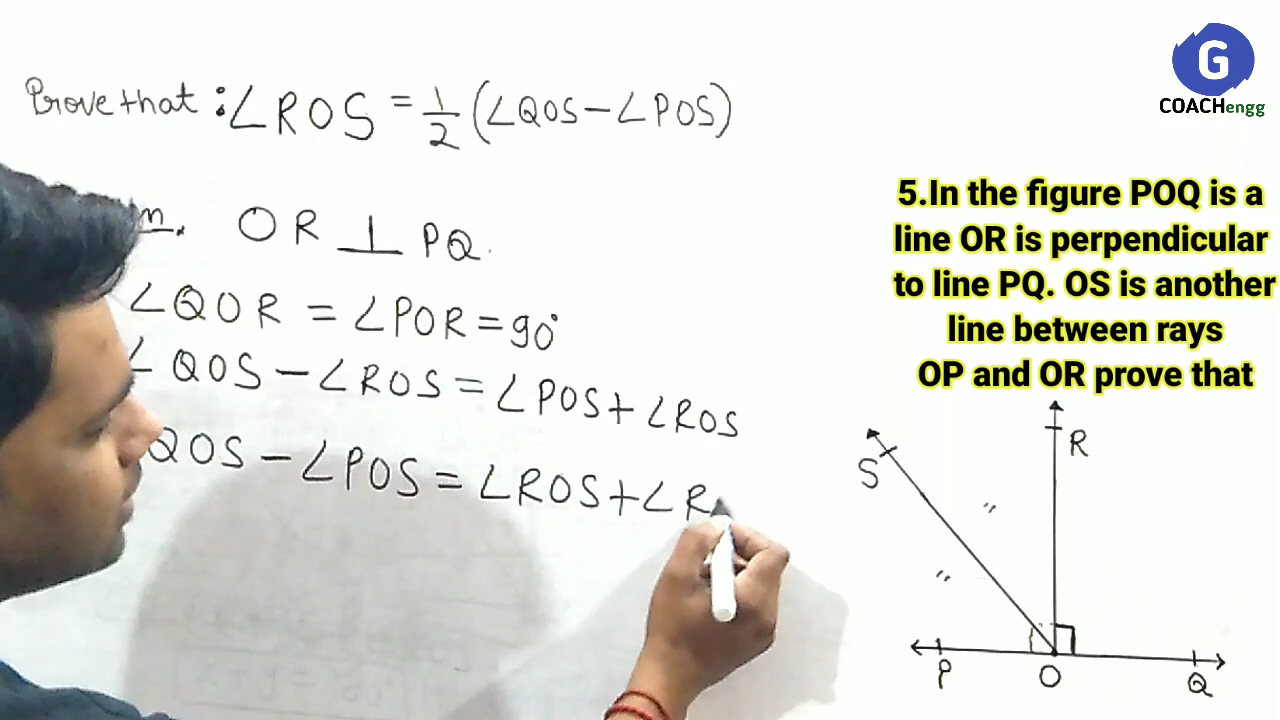 Prove that : ∠ROS = 1/2 (∠QOS − ∠POS)
OR ⊥ PQ.
∠QOR = ∠POR = 90°
∠QOS − ∠ROS = ∠POS + ∠ROS
QOS − ∠POS = ∠ROS + ∠R
G
COACHengg
5.In the figure POQ is a
line OR is perpendicular
to line PQ. OS is another
line between rays
OP and OR prove that
R
S
P
O
Q